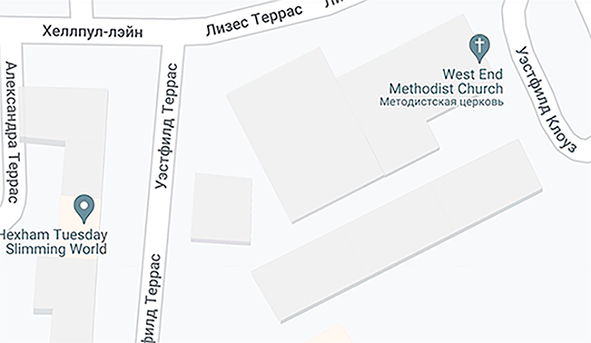 Хеллпул-лэйн
Лизес Террас
Ли
Александра Террас
Уэстфилд Террас
West End
Methodist Church
Методистская церковь
Уэстфилд Клоуз
Hexham Tuesday
Slimming World
филд Террас